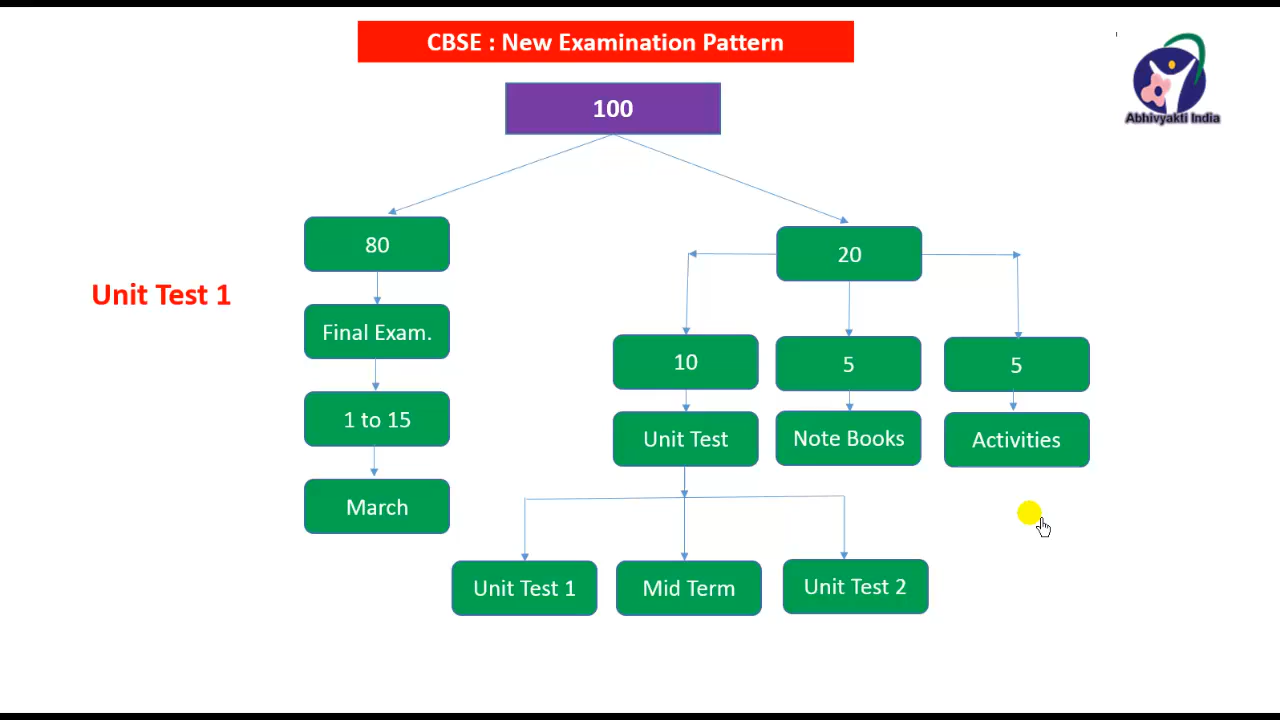 CBSE : New Examination Pattern
Abhivyakti India
100
80
20
Unit Test 1
Final Exam.
10
5
5
1 to 15
Unit Test
Note Books
Activities
March
Unit Test 1
Mid Term
Unit Test 2